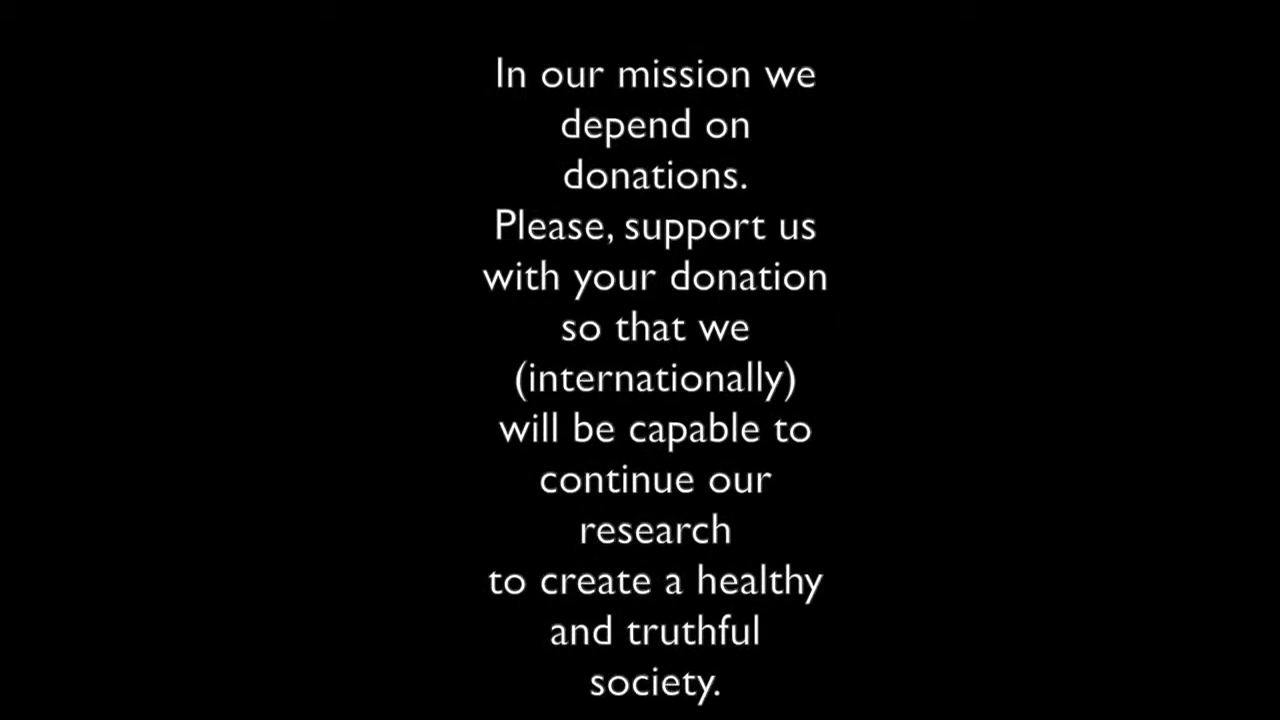 In our mission we
depend on
donations.
Please, support us
with your donation
so that we
(internationally)
will be capable to
continue our
research
to create a healthy
and truthful
society.